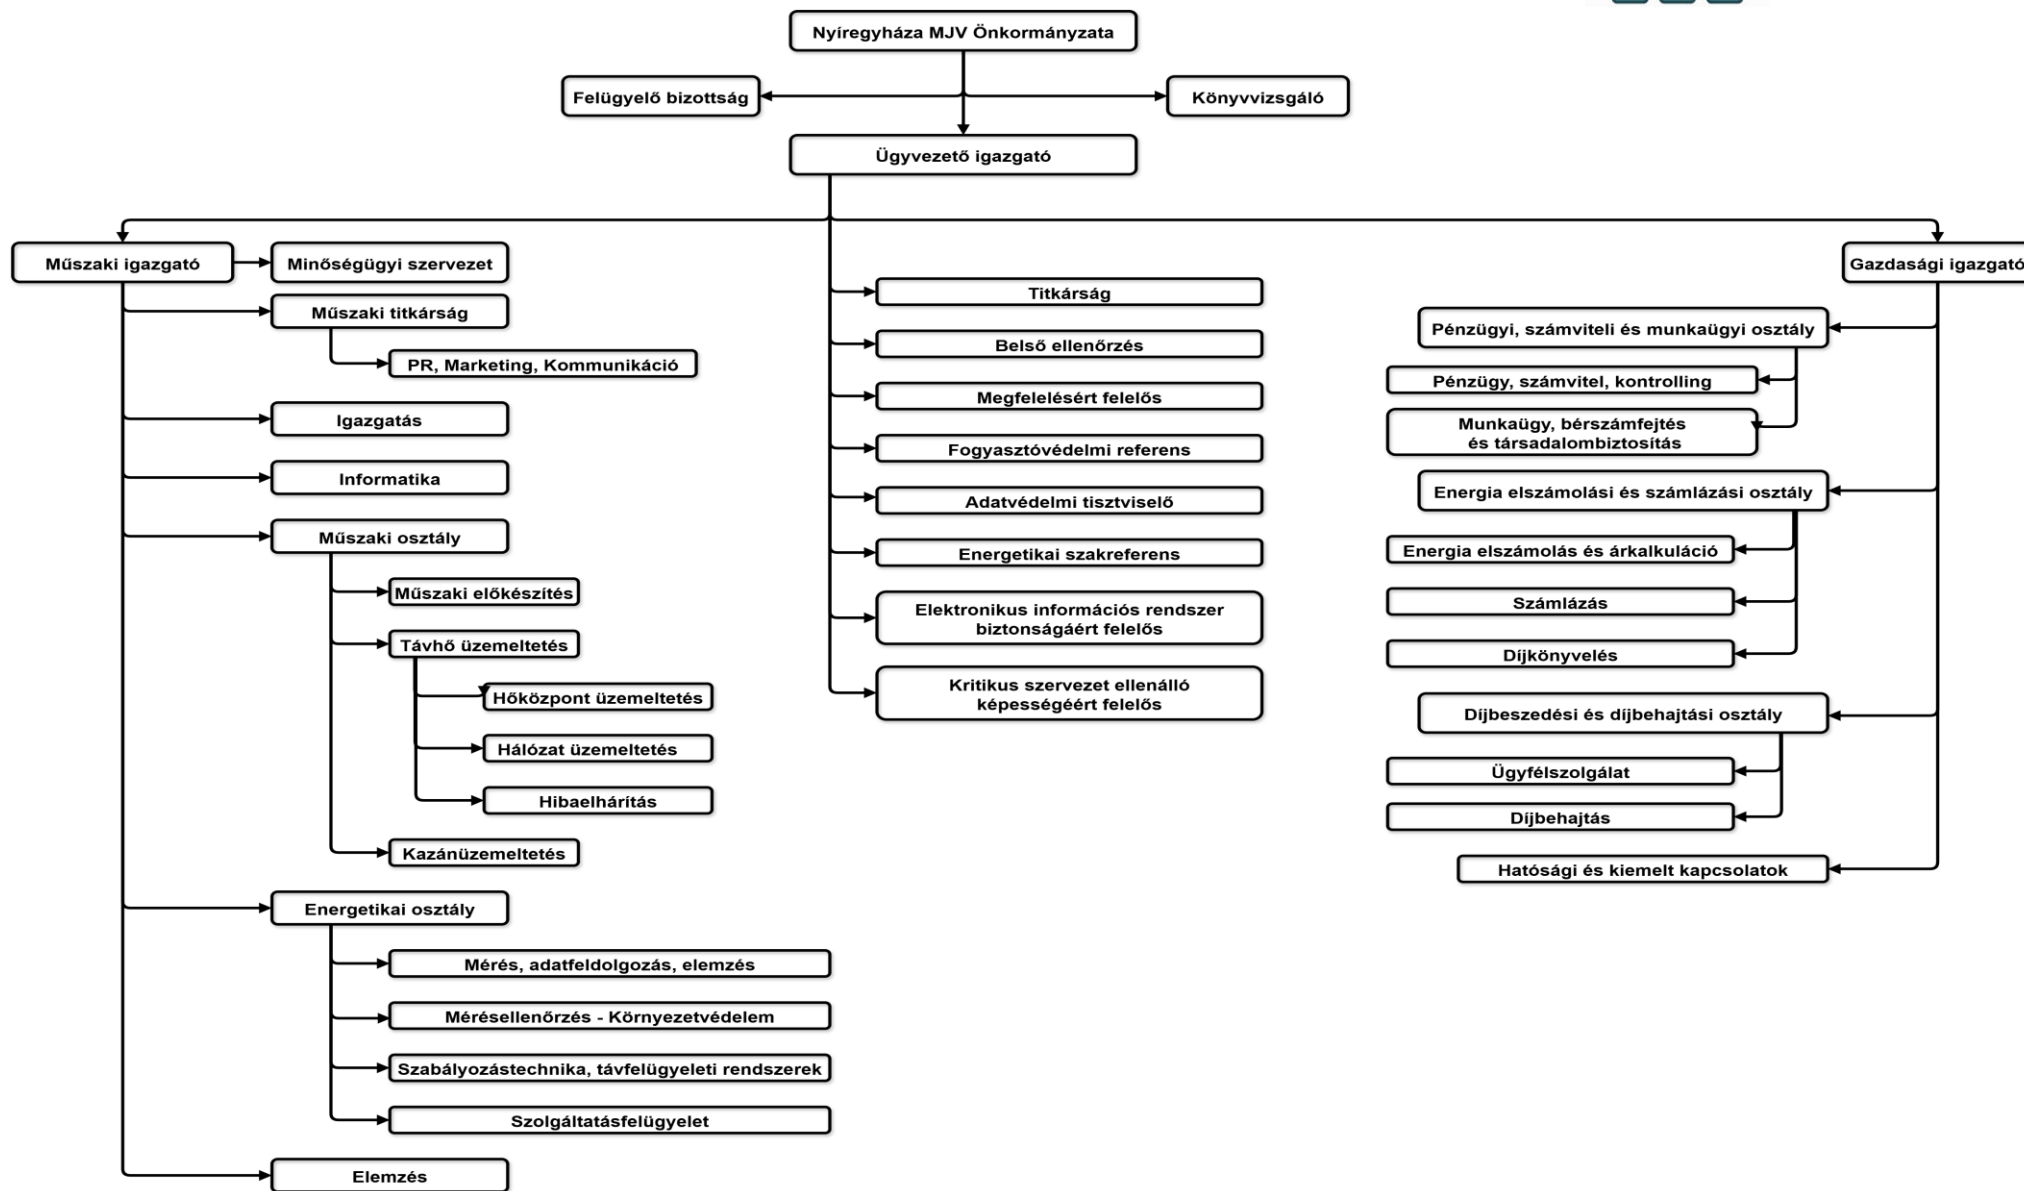 Nyíregyháza MJV Önkormányzata
Felügyelő bizottság
Könyvvizsgáló
Ügyvezető igazgató
Műszaki igazgató
Minőségügyi szervezet
Műszaki titkárság
PR, Marketing, Kommunikáció
Igazgatás
Informatika
Műszaki osztály
Műszaki előkészítés
Távhő üzemeltetés
Hőközpont üzemeltetés
Hálózat üzemeltetés
Hibaelhárítás
Kazánüzemeltetés
Energetikai osztály
Mérés, adatfeldolgozás, elemzés
Mérésellenőrzés - Környezetvédelem
Szabályozástechnika, távfelügyeleti rendszerek
Szolgáltatásfelügyelet
Elemzés
Titkárság
Belső ellenőrzés
Megfelelésért felelős
Fogyasztóvédelmi referens
Adatvédelmi tisztviselő
Energetikai szakreferens
Elektronikus információs rendszer
biztonságáért felelős
Kritikus szervezet ellenálló
képességéért felelős
Gazdasági igazgató
Pénzügyi, számviteli és munkaügyi osztály
Pénzügy, számvitel, kontrolling
Munkaügy, bérszámfejtés
és társadalombiztosítás
Energia elszámolási és számlázási osztály
Energia elszámolás és árkalkuláció
Számlázás
Díjkönyvelés
Díjbeszedési és díjbehajtási osztály
Ügyfélszolgálat
Díjbehajtás
Hatósági és kiemelt kapcsolatok